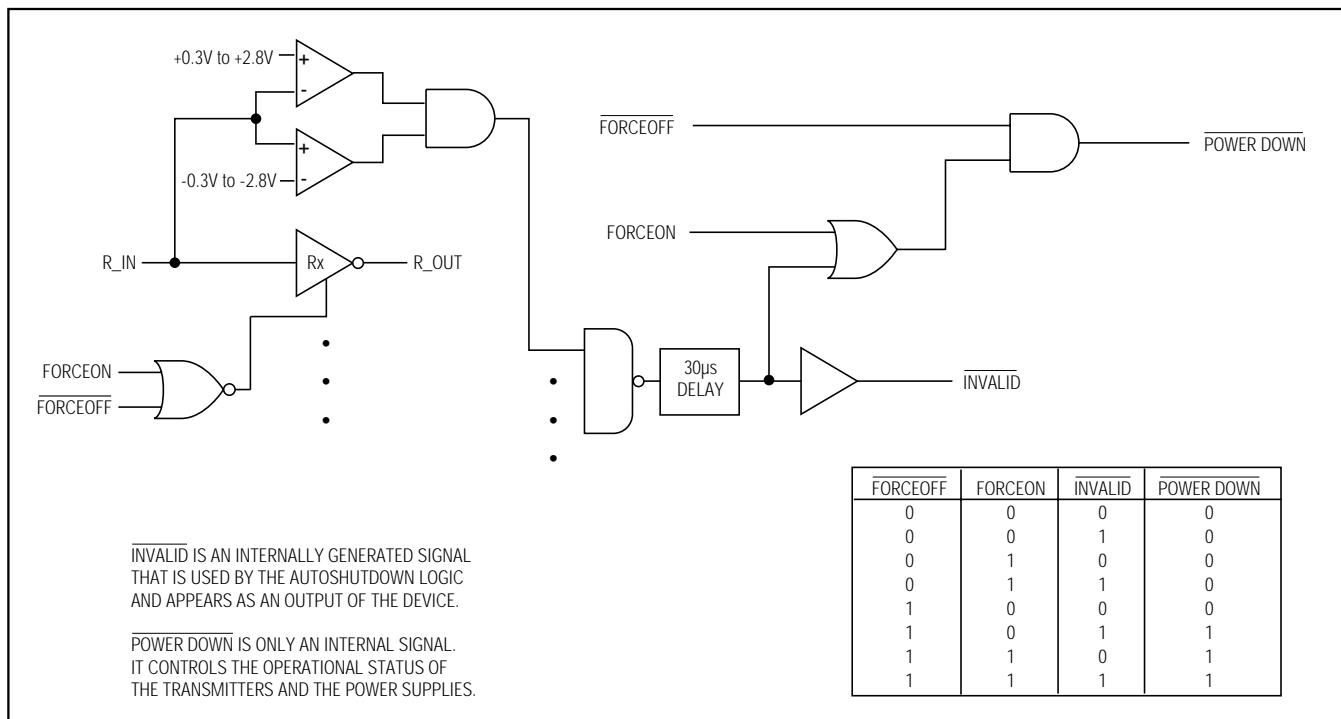 +0.3V to +2.8V
+
-
+
-
-0.3V to -2.8V
R_IN
Rx
R_OUT
FORCEON
FORCEOFF
FORCEOFF
FORCEON
POWER DOWN
30µs
DELAY
INVALID
INVALID IS AN INTERNALLY GENERATED SIGNAL
THAT IS USED BY THE AUTOSHUTDOWN LOGIC
AND APPEARS AS AN OUTPUT OF THE DEVICE.
POWER DOWN IS ONLY AN INTERNAL SIGNAL.
IT CONTROLS THE OPERATIONAL STATUS OF
THE TRANSMITTERS AND THE POWER SUPPLIES.
FORCEOFF FORCEON INVALID POWER DOWN
0 0 0 0
0 0 1 0
0 1 0 0
0 1 1 0
1 0 0 0
1 0 1 1
1 1 0 1
1 1 1 1